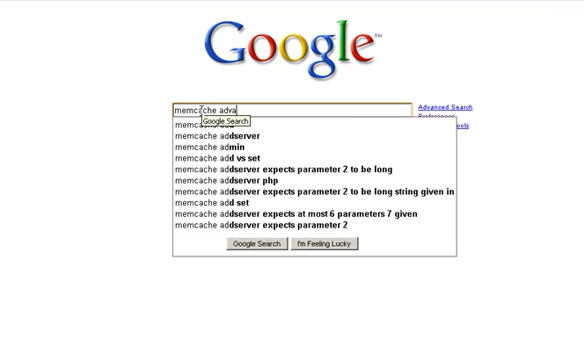 Google™
memcache adva
Advanced Search
Google Search
memcache addserver
memcache admin
memcache add vs set
memcache addserver expects parameter 2 to be long
memcache addserver php
memcache addserver expects parameter 2 to be long string given in
memcache add set
memcache addserver expects at most 6 parameters 7 given
memcache addserver expects parameter 2
Google Search I'm Feeling Lucky